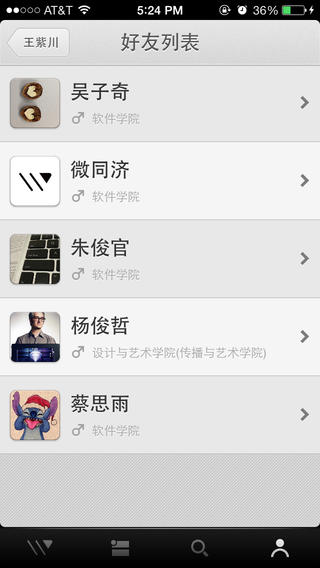 AT&T 5:24 PM 36%
王紫川 好友列表
吴子奇
♂ 软件学院
微同济
♂ 软件学院
朱俊官
♂ 软件学院
杨俊哲
♂ 设计与艺术学院(传播与艺术学院)
蔡思雨
♂ 软件学院